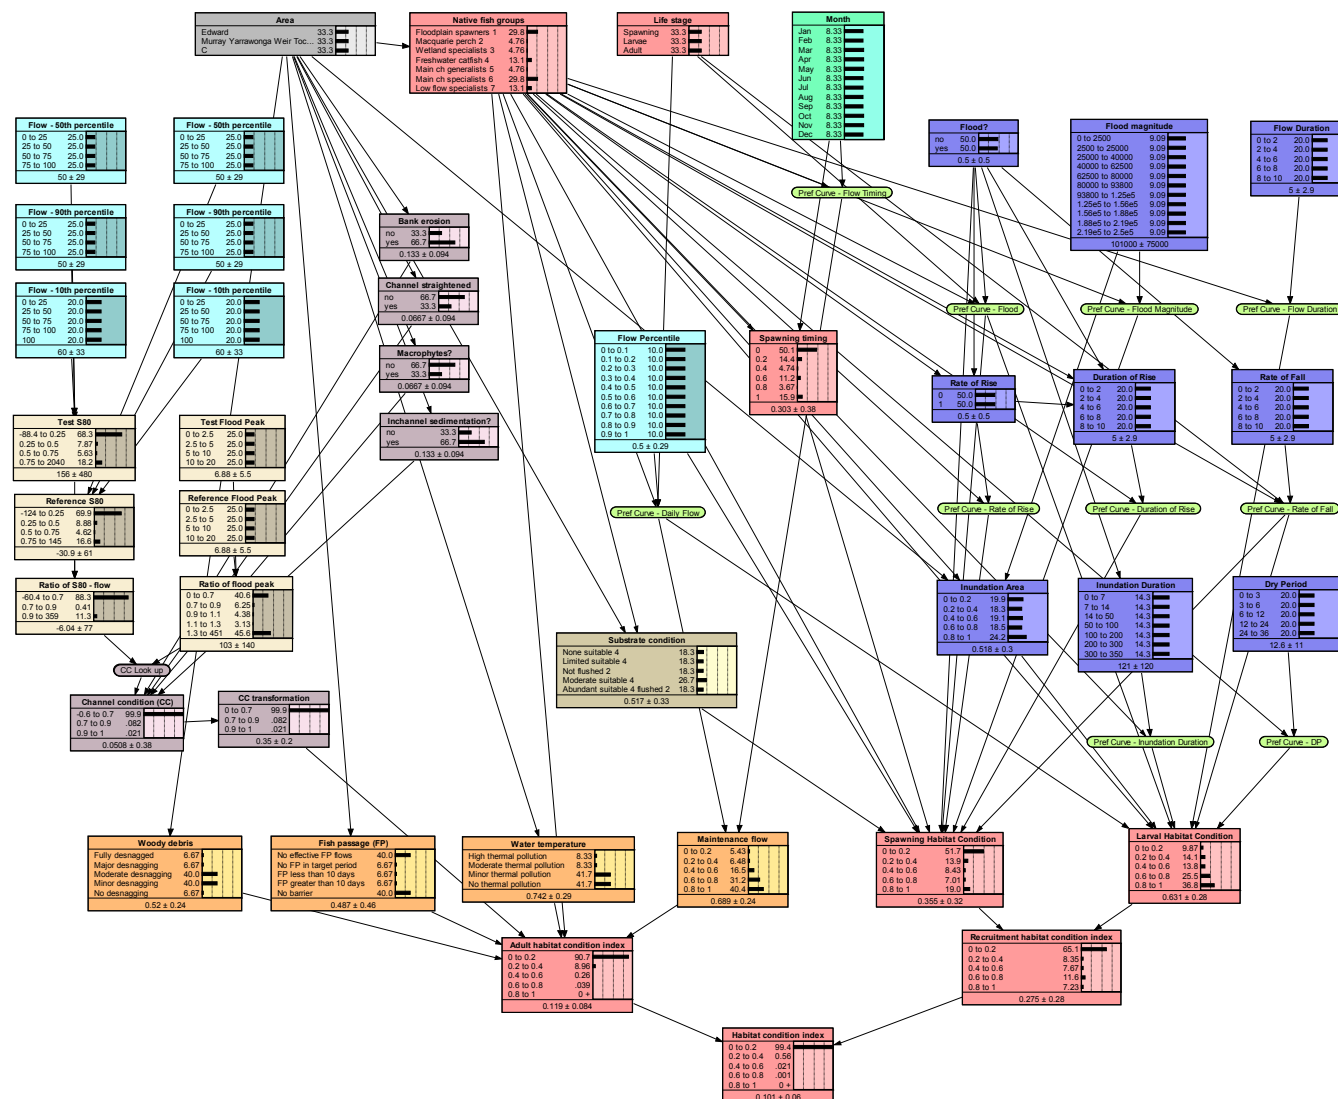 Area
Edward 33.3
Murray Yarrawonga Weir Toc... 33.3
C 33.3
Native fish groups
Floodplain spawners 1 29.8
Macquarie perch 2 4.76
Wetland specialists 3 4.76
Freshwater catfish 4 13.1
Main ch generalists 5 4.76
Main ch specialists 6 29.8
Low flow specialists 7 13.1
Life stage
Spawning 33.3
Larvae 33.3
Adult 33.3
Month
Jan 8.33
Feb 8.33
Mar 8.33
Apr 8.33
May 8.33
Jun 8.33
Jul 8.33
Aug 8.33
Sep 8.33
Oct 8.33
Nov 8.33
Dec 8.33
Flow - 50th percentile
0 to 25 25.0
25 to 50 25.0
50 to 75 25.0
75 to 100 25.0
50 ± 29
Flow - 50th percentile
0 to 25 25.0
25 to 50 25.0
50 to 75 25.0
75 to 100 25.0
50 ± 29
Flood?
no 50.0
yes 50.0
0.5 ± 0.5
Flood magnitude
0 to 2500 9.09
2500 to 25000 9.09
25000 to 40000 9.09
40000 to 62500 9.09
62500 to 80000 9.09
80000 to 93800 9.09
93800 to 1.25e5 9.09
1.25e5 to 1.56e5 9.09
1.56e5 to 1.88e5 9.09
1.88e5 to 2.19e5 9.09
2.19e5 to 2.5e5 9.09
101000 ± 75000
Flow Duration
0 to 2 20.0
2 to 4 20.0
4 to 6 20.0
6 to 8 20.0
8 to 10 20.0
5 ± 2.9
Pref Curve - Flow Timing
Flow - 90th percentile
0 to 25 25.0
25 to 50 25.0
50 to 75 25.0
75 to 100 25.0
50 ± 29
Flow - 90th percentile
0 to 25 25.0
25 to 50 25.0
50 to 75 25.0
75 to 100 25.0
50 ± 29
Bank erosion
no 33.3
yes 66.7
0.133 ± 0.094
Flow - 10th percentile
0 to 25 20.0
25 to 50 20.0
50 to 75 20.0
75 to 100 20.0
100 20.0
60 ± 33
Flow - 10th percentile
0 to 25 20.0
25 to 50 20.0
50 to 75 20.0
75 to 100 20.0
100 20.0
60 ± 33
Channel straightened
no 66.7
yes 33.3
0.0667 ± 0.094
Pref Curve - Flood
Pref Curve - Flood Magnitude
Pref Curve - Flow Duration
Macrophytes?
no 66.7
yes 33.3
0.0667 ± 0.094
Flow Percentile
0 to 0.1 10.0
0.1 to 0.2 10.0
0.2 to 0.3 10.0
0.3 to 0.4 10.0
0.4 to 0.5 10.0
0.5 to 0.6 10.0
0.6 to 0.7 10.0
0.7 to 0.8 10.0
0.8 to 0.9 10.0
0.9 to 1 10.0
0.5 ± 0.29
Spawning timing
0 50.1
0.2 14.4
0.4 4.74
0.6 11.2
0.8 3.67
1 15.9
0.303 ± 0.38
Rate of Rise
0 50.0
1 50.0
0.5 ± 0.5
Duration of Rise
0 to 2 20.0
2 to 4 20.0
4 to 6 20.0
6 to 8 20.0
8 to 10 20.0
5 ± 2.9
Rate of Fall
0 to 2 20.0
2 to 4 20.0
4 to 6 20.0
6 to 8 20.0
8 to 10 20.0
5 ± 2.9
Test S80
-88.4 to 0.25 68.3
0.25 to 0.5 7.87
0.5 to 0.75 5.63
0.75 to 2040 18.2
156 ± 480
Test Flood Peak
0 to 2.5 25.0
2.5 to 5 25.0
5 to 10 25.0
10 to 20 25.0
6.88 ± 5.5
Inchannel sedimentation?
no 33.3
yes 66.7
0.133 ± 0.094
Reference S80
-124 to 0.25 69.9
0.25 to 0.5 8.88
0.5 to 0.75 4.62
0.75 to 145 16.6
-30.9 ± 61
Reference Flood Peak
0 to 2.5 25.0
2.5 to 5 25.0
5 to 10 25.0
10 to 20 25.0
6.88 ± 5.5
Pref Curve - Daily Flow
Pref Curve - Rate of Rise
Pref Curve - Duration of Rise
Pref Curve - Rate of Fall
Ratio of S80 - flow
-60.4 to 0.7 88.3
0.7 to 0.9 0.41
0.9 to 359 11.3
-6.04 ± 77
Ratio of flood peak
0 to 0.7 40.6
0.7 to 0.9 6.25
0.9 to 1.1 4.38
1.1 to 1.3 3.13
1.3 to 451 45.6
103 ± 140
Inundation Area
0 to 0.2 19.9
0.2 to 0.4 18.3
0.4 to 0.6 19.1
0.6 to 0.8 18.5
0.8 to 1 24.2
0.518 ± 0.3
Inundation Duration
0 to 7 14.3
7 to 14 14.3
14 to 50 14.3
50 to 100 14.3
100 to 200 14.3
200 to 300 14.3
300 to 350 14.3
121 ± 120
Dry Period
0 to 3 20.0
3 to 6 20.0
6 to 12 20.0
12 to 24 20.0
24 to 36 20.0
12.6 ± 11
Substrate condition
None suitable 4 18.3
Limited suitable 4 18.3
Not flushed 2 18.3
Moderate suitable 4 26.7
Abundant suitable 4 flushed 2 18.3
0.517 ± 0.33
CC Look up
Channel condition (CC)
-0.6 to 0.7 99.9
0.7 to 0.9 .082
0.9 to 1 .021
0.0508 ± 0.38
CC transformation
0 to 0.7 99.9
0.7 to 0.9 .082
0.9 to 1 .021
0.35 ± 0.2
Pref Curve - Inundation Duration
Pref Curve - DP
Woody debris
Fully desnagged 6.67
Major desnagging 6.67
Moderate desnagging 40.0
Minor desnagging 40.0
No desnagging 6.67
0.52 ± 0.24
Fish passage (FP)
No effective FP flows 40.0
No FP in target period 6.67
FP less than 10 days 6.67
FP greater than 10 days 6.67
No barrier 40.0
0.487 ± 0.46
Water temperature
High thermal pollution 8.33
Moderate thermal pollution 8.33
Minor thermal pollution 41.7
No thermal pollution 41.7
0.742 ± 0.29
Maintenance flow
0 to 0.2 5.43
0.2 to 0.4 6.48
0.4 to 0.6 16.5
0.6 to 0.8 31.2
0.8 to 1 40.4
0.689 ± 0.24
Spawning Habitat Condition
0 to 0.2 51.7
0.2 to 0.4 13.9
0.4 to 0.6 8.43
0.6 to 0.8 7.01
0.8 to 1 19.0
0.355 ± 0.32
Larval Habitat Condition
0 to 0.2 9.87
0.2 to 0.4 14.1
0.4 to 0.6 13.8
0.6 to 0.8 25.5
0.8 to 1 36.8
0.631 ± 0.28
Adult habitat condition index
0 to 0.2 90.7
0.2 to 0.4 8.96
0.4 to 0.6 0.26
0.6 to 0.8 .039
0.8 to 1 0 +
0.119 ± 0.084
Recruitment habitat condition index
0 to 0.2 65.1
0.2 to 0.4 8.35
0.4 to 0.6 7.67
0.6 to 0.8 11.6
0.8 to 1 7.23
0.275 ± 0.28
Habitat condition index
0 to 0.2 99.4
0.2 to 0.4 0.56
0.4 to 0.6 .021
0.6 to 0.8 .001
0.8 to 1 0 +
0.101 ± 0.06